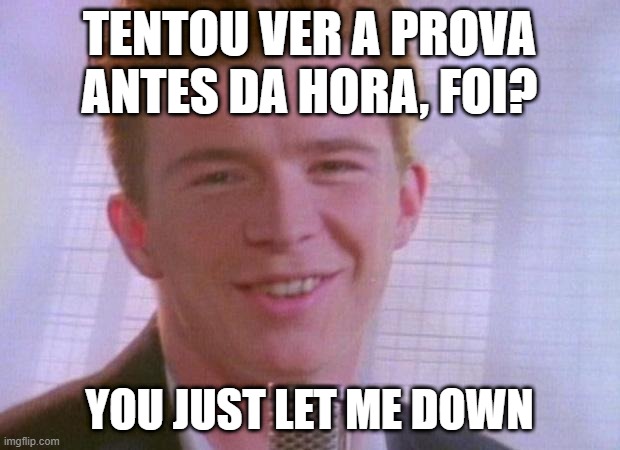 TENTOU VER A PROVA
ANTES DA HORA, FOI?
YOU JUST LET ME DOWN
imgflip.com